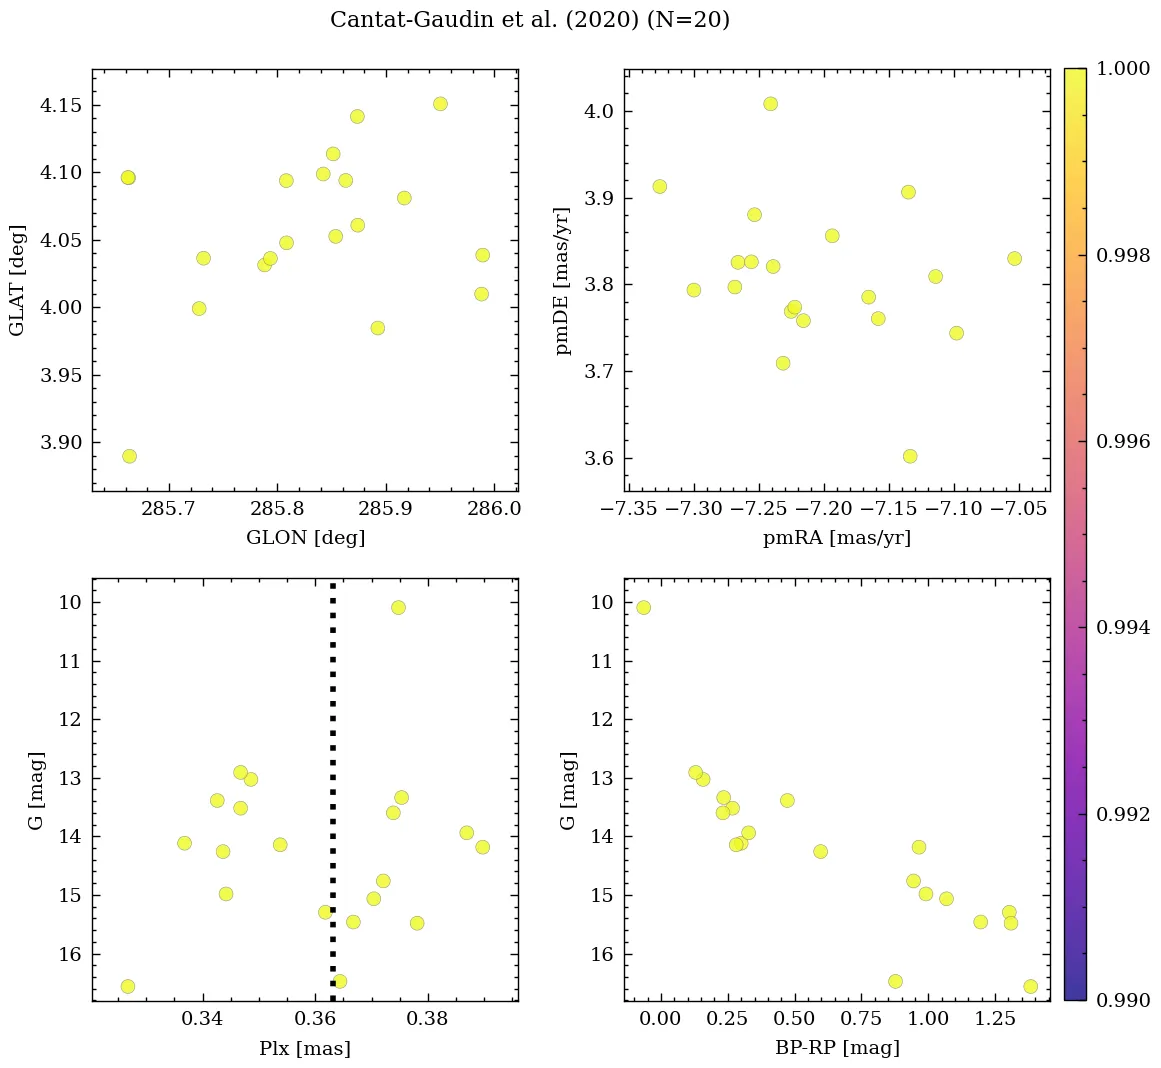 Cantat-Gaudin et al. (2020) (N=20)
4.15
4.10
4.05
4.00
3.95
3.90
GLAT [deg]
285.7 285.8 285.9 286.0
GLON [deg]
4.0
3.9
3.8
3.7
3.6
pmDE [mas/yr]
−7.35 −7.30 −7.25 −7.20 −7.15 −7.10 −7.05
pmRA [mas/yr]
10
11
12
13
14
15
16
G [mag]
0.34 0.36 0.38
Plx [mas]
10
11
12
13
14
15
16
G [mag]
0.00 0.25 0.50 0.75 1.00 1.25
BP-RP [mag]
1.000
0.998
0.996
0.994
0.992
0.990